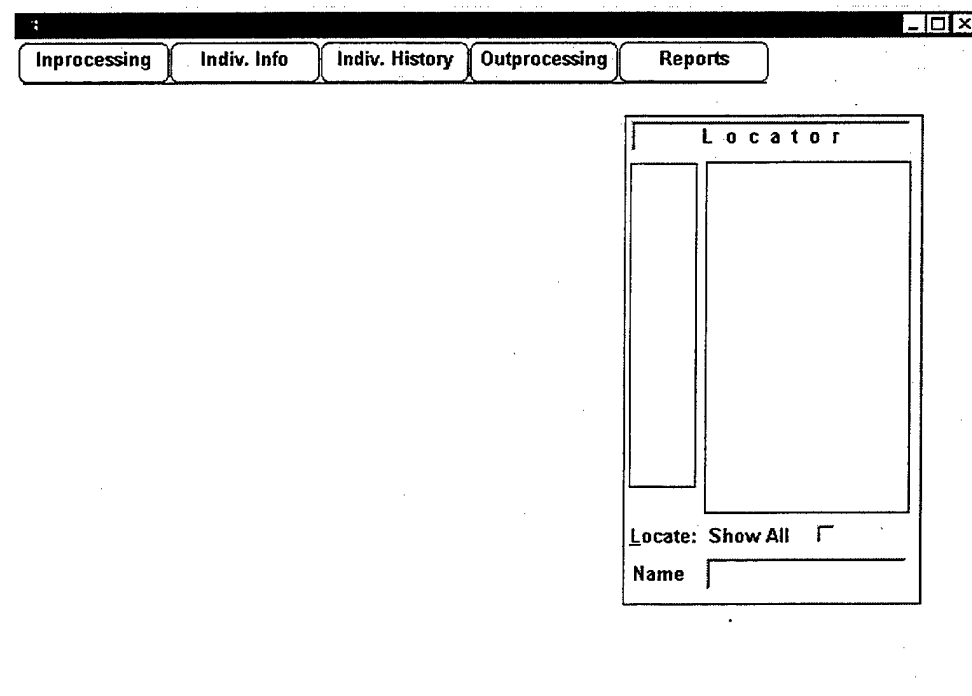 Inprocessing Indiv. Info Indiv. History Outprocessing Reports
Locator
Locate: Show All
Name